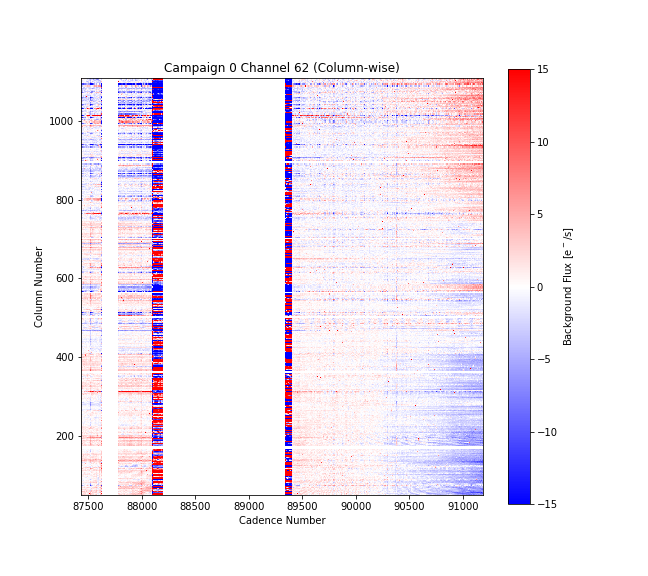 Campaign 0 Channel 62 (Column-wise)
Column Number
1000
800
600
400
200
87500 88000 88500 89000 89500 90000 90500 91000
Cadence Number
15
10
5
0
−5
−10
−15
Background Flux [e⁻/s]